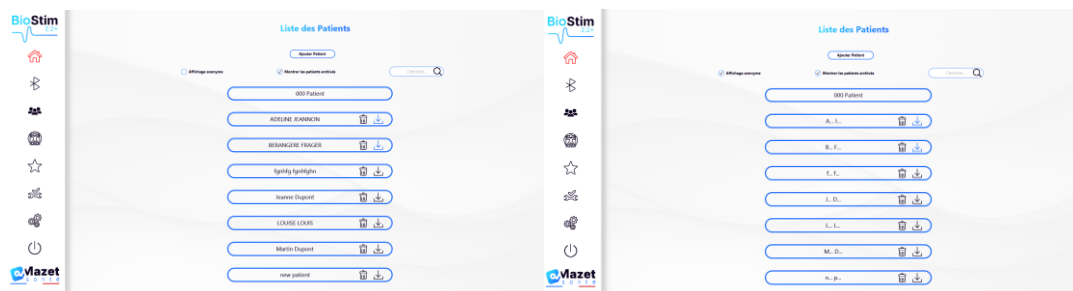 BioStim
2.2+
Liste des Patients
Ajouter Patient
Affichage anonyme
Montrer les patients archivés
Chercher...
000 Patient
ADELINE JEANNON
BERANGERE FRAGER
fgnhfg fgnhfghn
Jeanne Dupont
LOUISE LOUIS
Martin Dupont
new patient
Mazet
santé
BioStim
2.2+
Liste des Patients
Ajouter Patient
Affichage anonyme
Montrer les patients archivés
Chercher...
000 Patient
A... J...
B... F...
f... f...
J... D...
L... L...
M... D...
n... p...
Mazet
santé